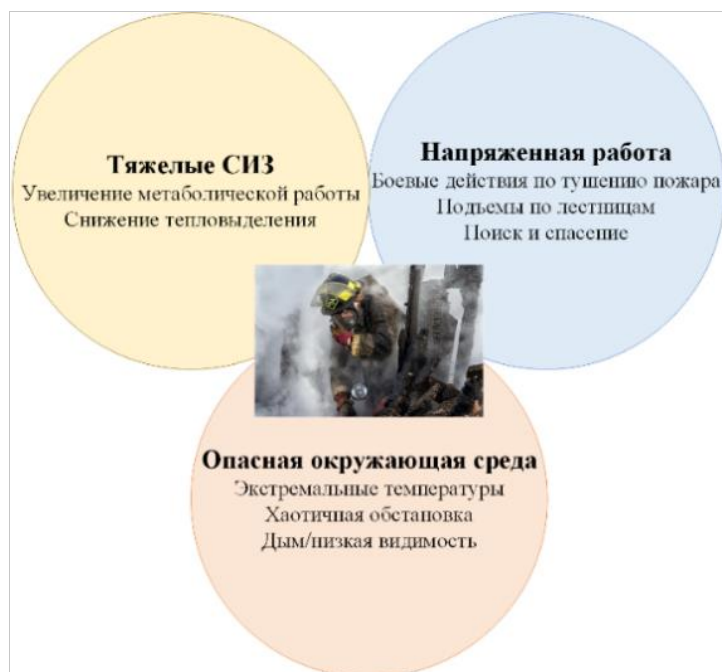 Тяжелые СИЗ
Увеличение метаболической работы
Снижение тепловыделения
Напряженная работа
Боевые действия по тушению пожара
Подъемы по лестницам
Поиск и спасение
Опасная окружающая среда
Экстремальные температуры
Хаотичная обстановка
Дым/низкая видимость